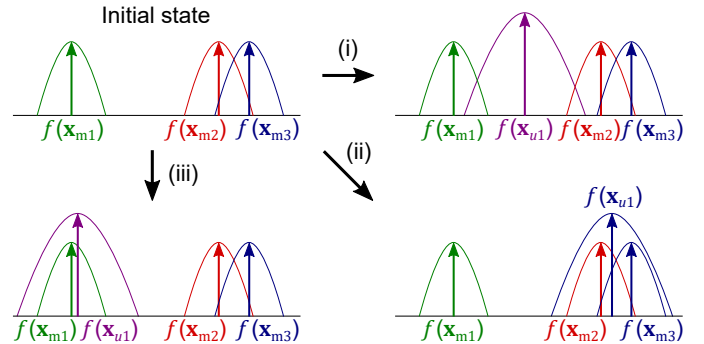 Initial state
(i)
f(𝐱m1) f(𝐱u1) f(𝐱m2) f(𝐱m3)
f(𝐱m1) f(𝐱m2) f(𝐱m3)
(iii)
(ii)
f(𝐱u1)
f(𝐱m1) f(𝐱u1) f(𝐱m2) f(𝐱m3)
f(𝐱m1) f(𝐱m2) f(𝐱m3)